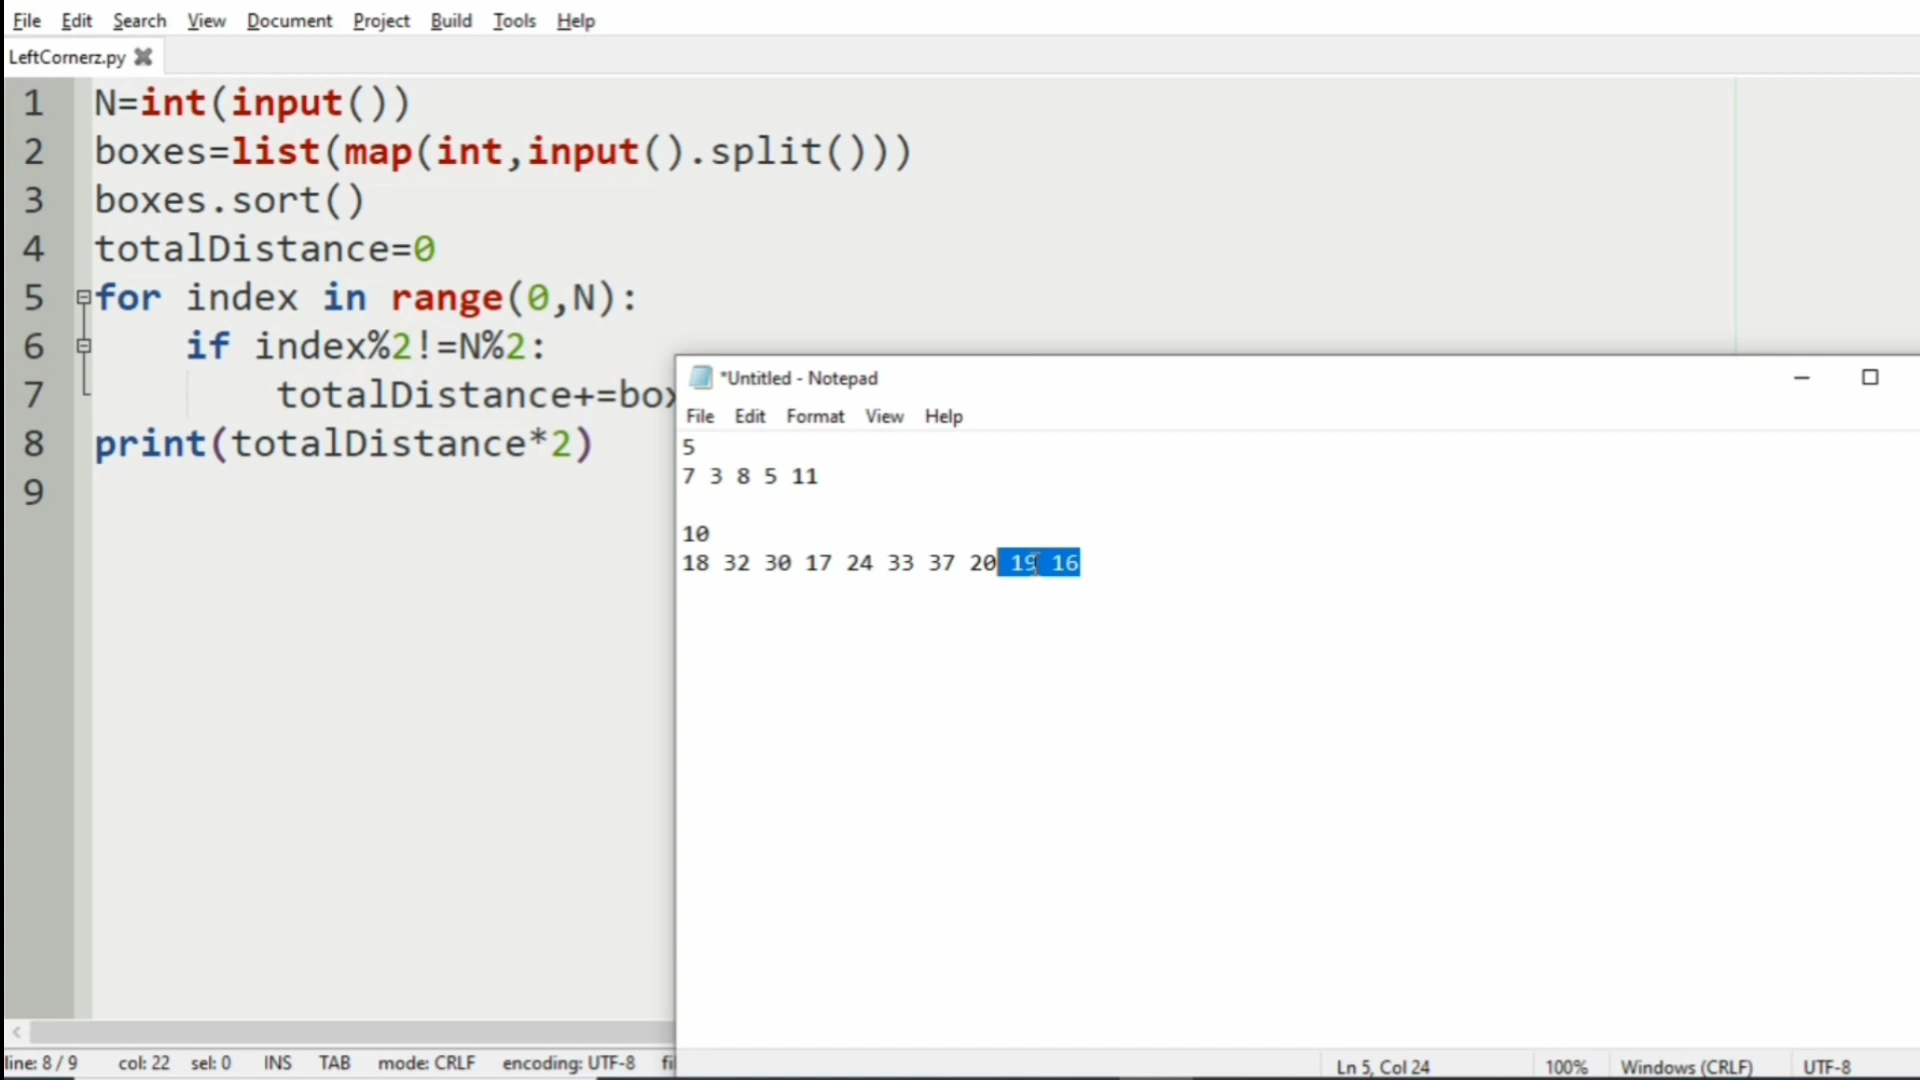 File Edit Search View Document Project Build Tools Help
LeftCornerz.py
1 N=int(input())
2 boxes=list(map(int,input().split()))
3 boxes.sort()
4 totalDistance=0
5 for index in range(0,N):
6 if index%2!=N%2:
7 totalDistance+=box
8 print(totalDistance*2)
9
*Untitled - Notepad
File Edit Format View Help
5
7 3 8 5 11
10
18 32 30 17 24 33 37 20 19 16
line: 8 / 9 col: 22 sel: 0 INS TAB mode: CRLF encoding: UTF-8 fi
Ln 5, Col 24 100% Windows (CRLF) UTF-8